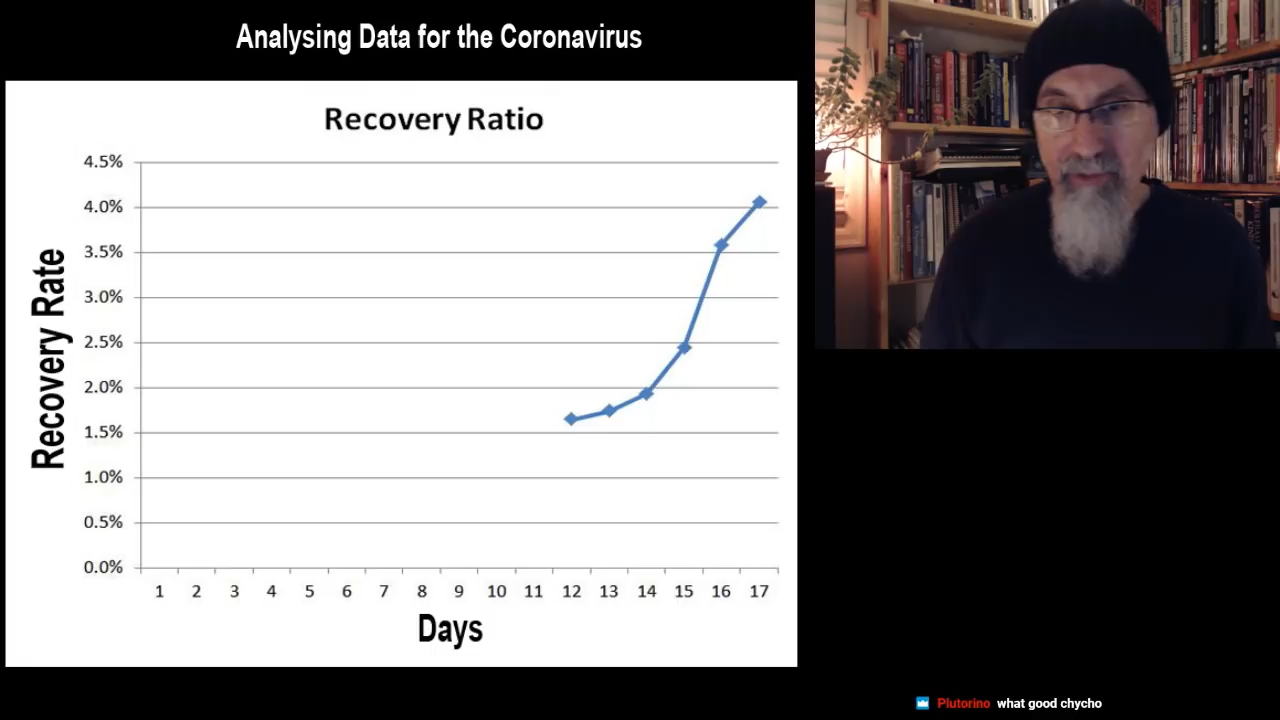 Analysing Data for the Coronavirus
Recovery Ratio
Recovery Rate
4.5%
4.0%
3.5%
3.0%
2.5%
2.0%
1.5%
1.0%
0.5%
0.0%
1 2 3 4 5 6 7 8 9 10 11 12 13 14 15 16 17
Days
Plutorino what good chycho